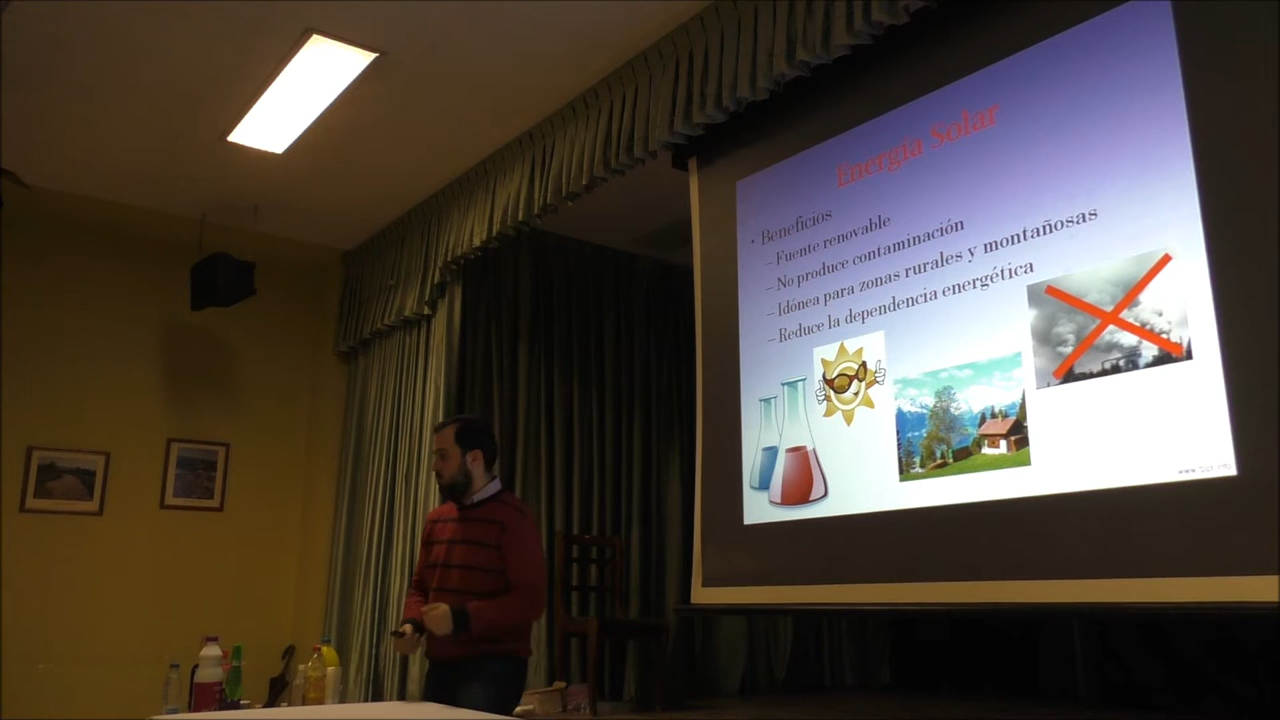 Energía Solar
• Beneficios
– Fuente renovable
– No produce contaminación
– Idónea para zonas rurales y montañosas
– Reduce la dependencia energética